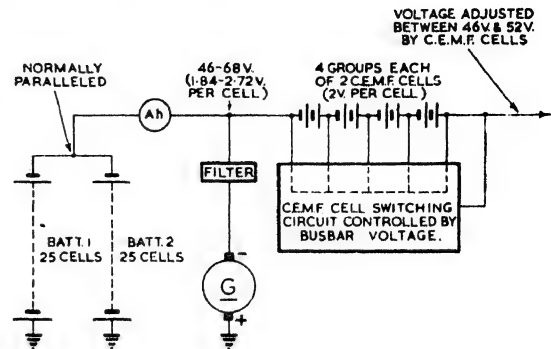 VOLTAGE ADJUSTED
BETWEEN 46V. & 52V.
BY C.E.M.F. CELLS
NORMALLY
PARALLELED
46-68V.
(1·84-2·72V.
PER CELL)
4 GROUPS EACH
OF 2 C.E.M.F. CELLS
(2V. PER CELL)
Ah
FILTER
C.E.M.F. CELL SWITCHING
CIRCUIT CONTROLLED BY
BUSBAR VOLTAGE.
BATT. 1
25 CELLS
BATT. 2
25 CELLS
-
G
+